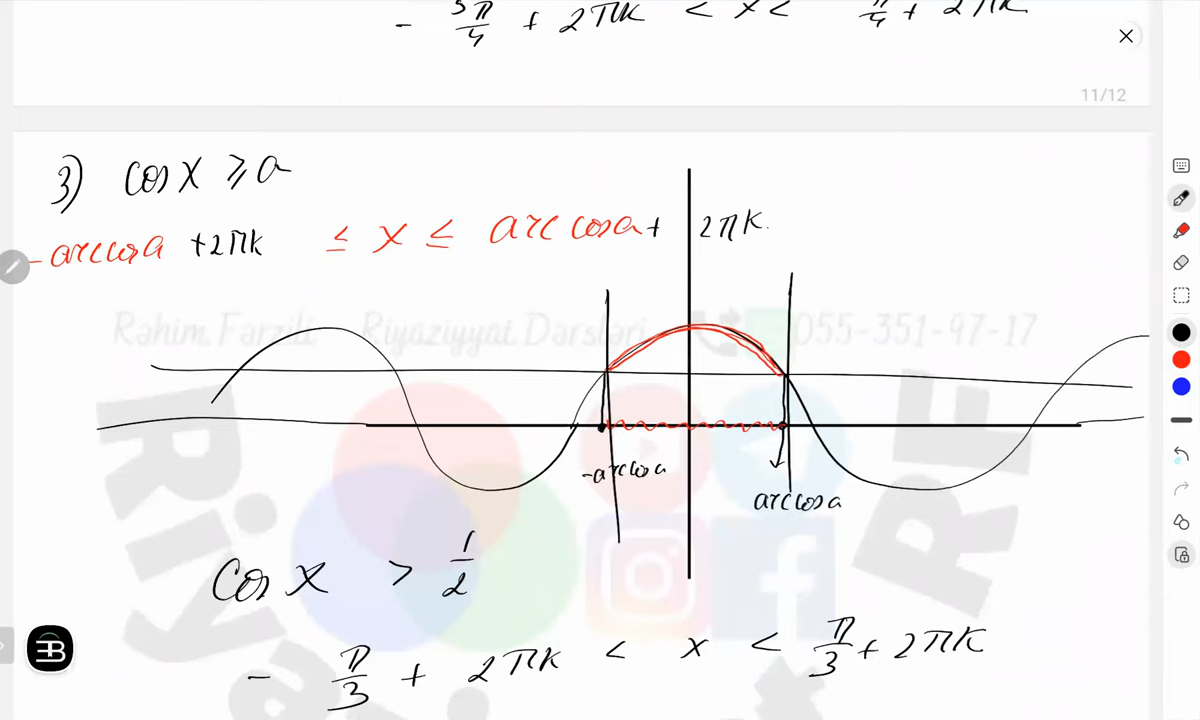 - 3π/4 + 2πk < x < π/4 + 2πk
11/12
3) cos x ≥ a
-arccos a + 2πk ≤ x ≤ arccos a + 2πk.
Rəhim Fərzili - Riyaziyyat Dərsləri 055-351-97-17
-arccos a
arccos a
cos x > 1/2
- π/3 + 2πk < x < π/3 + 2πk